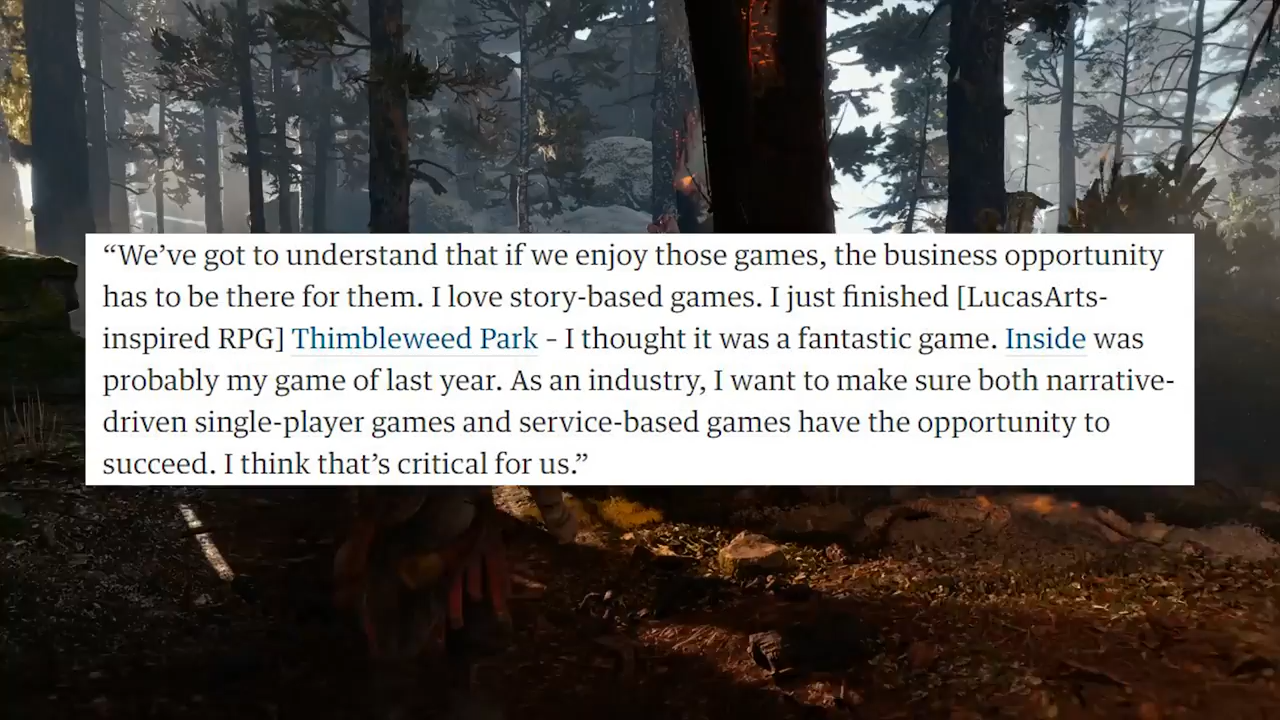 “We’ve got to understand that if we enjoy those games, the business opportunity
has to be there for them. I love story-based games. I just finished [LucasArts-
inspired RPG] Thimbleweed Park – I thought it was a fantastic game. Inside was
probably my game of last year. As an industry, I want to make sure both narrative-
driven single-player games and service-based games have the opportunity to
succeed. I think that’s critical for us.”